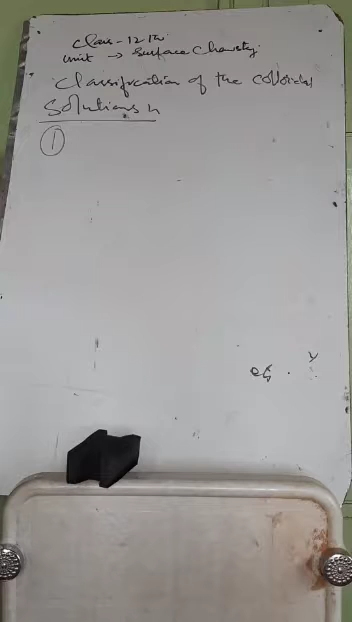 Class-12th
unit → Surface Chemistry
Classification of the colloidal
Solutions
①
eg. y